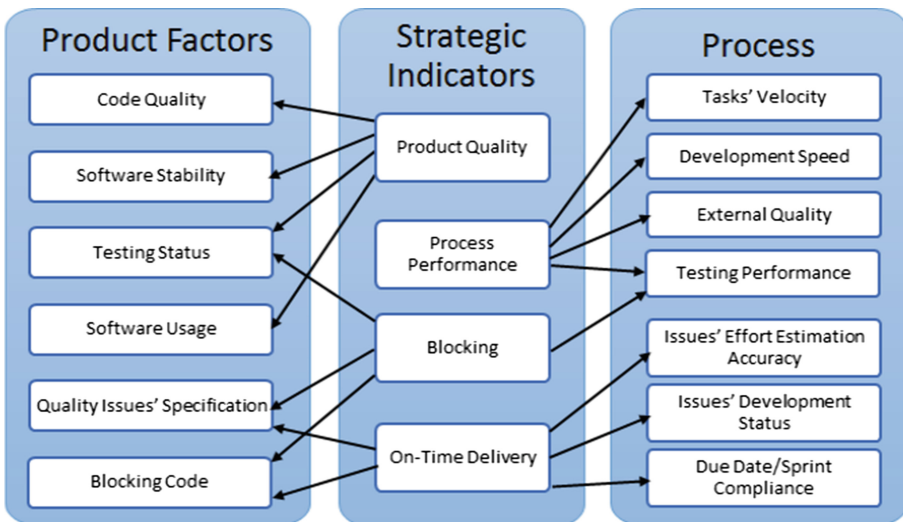 Product Factors
Code Quality
Software Stability
Testing Status
Software Usage
Quality Issues' Specification
Blocking Code
Strategic
Indicators
Product Quality
Process
Performance
Blocking
On-Time Delivery
Process
Tasks' Velocity
Development Speed
External Quality
Testing Performance
Issues' Effort Estimation
Accuracy
Issues' Development
Status
Due Date/Sprint
Compliance